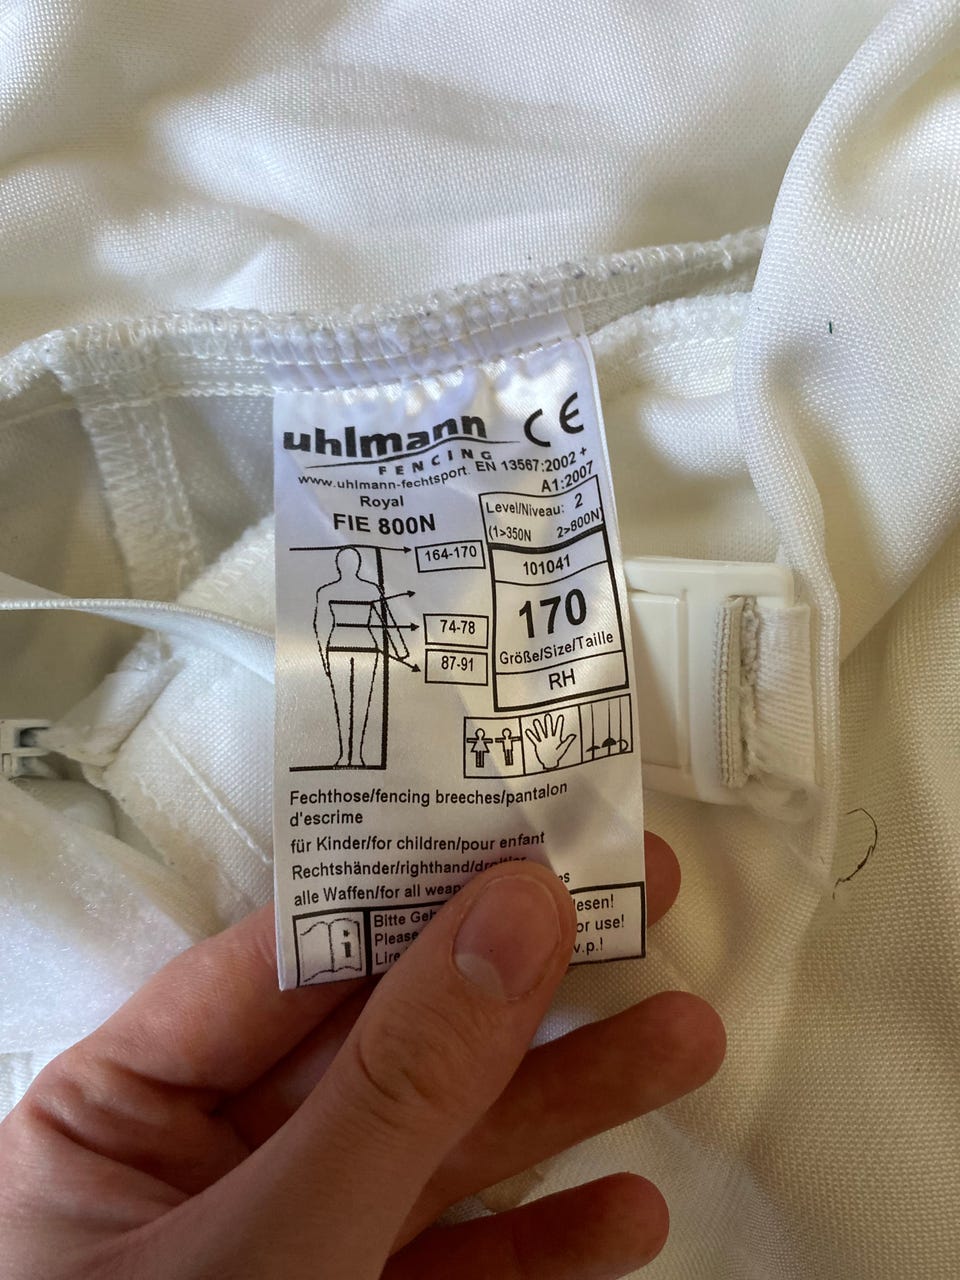 uhlmann
FENCING
CE
www.uhlmann-fechtsport.
EN 13567:2002 +
A1:2007
Royal
FIE 800N
Level/Niveau: 2
(1>350N 2>800N)
164-170
74-78
87-91
101041
170
Größe/Size/Taille
RH
Fechthose/fencing breeches/pantalon
d'escrime
für Kinder/for children/pour enfant
Rechtshänder/righthand/
alle Waffen/for all
Bitte
Please
use!
i